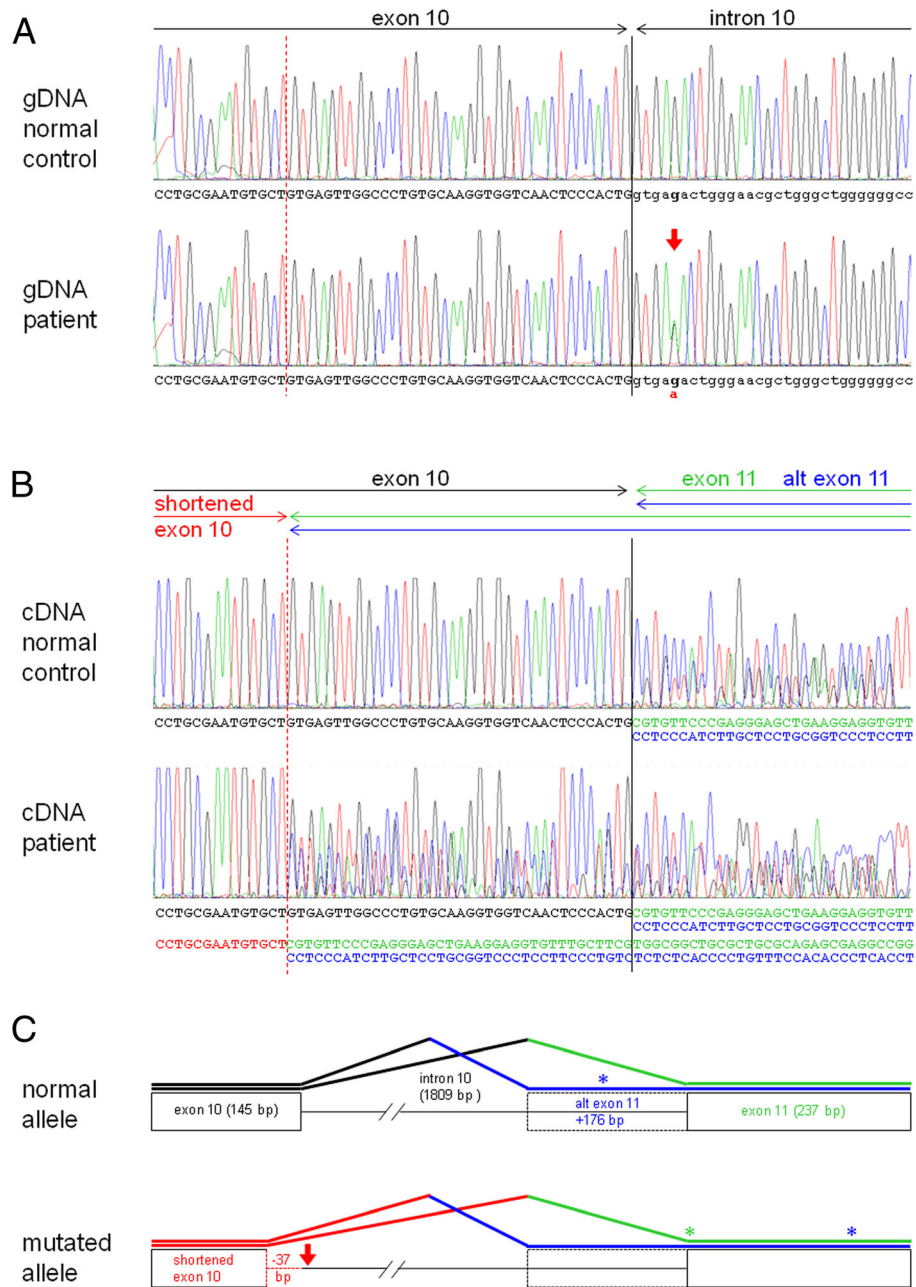 A
exon 10
intron 10
gDNA
normal
control
CCTGCGAATGTGCTGTGAGTTGGCCCTGTGCAAGGTGGTCAACTCCCACTGgtgagactgggaacgctgggctggggggcc
gDNA
patient
CCTGCGAATGTGCTGTGAGTTGGCCCTGTGCAAGGTGGTCAACTCCCACTGgtgagactgggaacgctgggctggggggcc
a
B
exon 10
exon 11
alt exon 11
shortened
exon 10
cDNA
normal
control
CCTGCGAATGTGCTGTGAGTTGGCCCTGTGCAAGGTGGTCAACTCCCACTGCGTGTTCCCGAGGGAGCTGAAGGAGGTGTT
CCTCCCATCTTGCTCCTGCGGTCCCTCCTT
cDNA
patient
CCTGCGAATGTGCTGTGAGTTGGCCCTGTGCAAGGTGGTCAACTCCCACTGCGTGTTCCCGAGGGAGCTGAAGGAGGTGTT
CCTCCCATCTTGCTCCTGCGGTCCCTCCTT
CCTGCGAATGTGCTCGTGTTCCCGAGGGAGCTGAAGGAGGTGTTTGCTTCGTGGCGGCTGCGCTGCGCAGAGCGAGGCCGG
CCTCCCATCTTGCTCCTGCGGTCCCTCCTTCCCTGTCTCTCTCACCCCTGTTTCCACACCCTCACCT
C
normal
allele
exon 10 (145 bp)
intron 10
(1809 bp )
*
alt exon 11
+176 bp
exon 11 (237 bp)
mutated
allele
shortened
exon 10
-37
bp
*
*